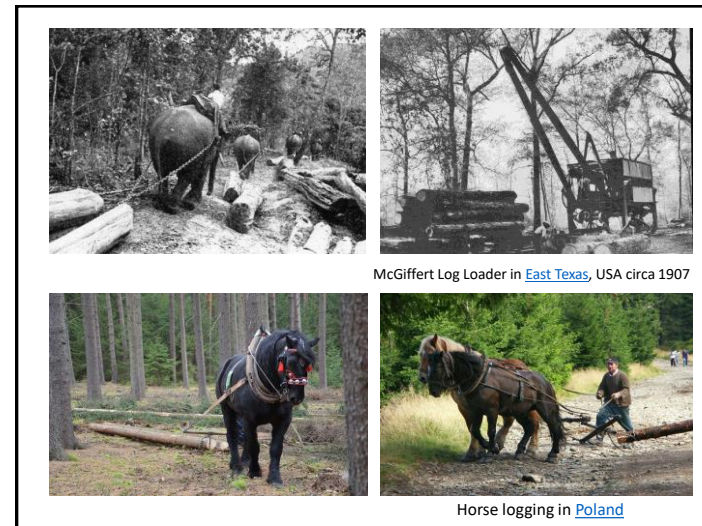 McGiffert Log Loader in East Texas, USA circa 1907
Horse logging in Poland